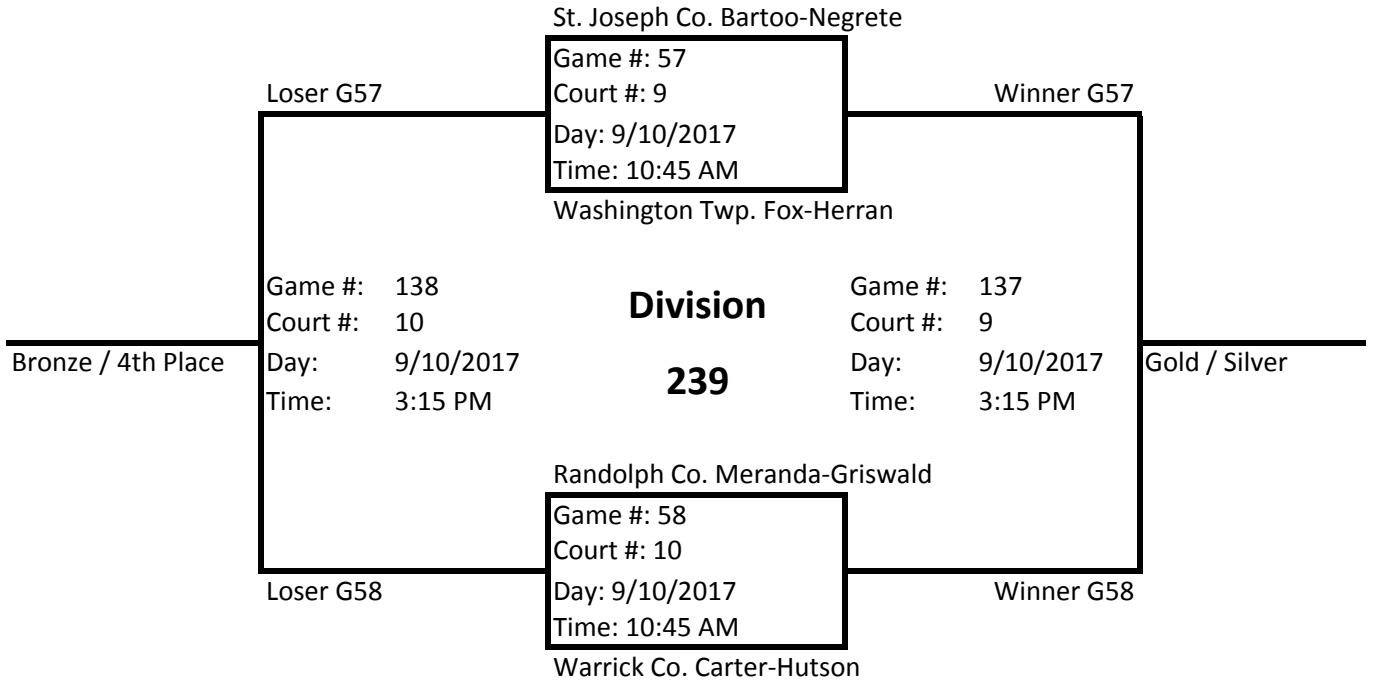 St. Joseph Co. Bartoo-Negrete
Game #: 57
Loser G57
Court #: 9
Winner G57
Day: 9/10/2017
Time: 10:45 AM
Washington Twp. Fox-Herran
Game #: 138
Court #: 10
Day: 9/10/2017
Time: 3:15 PM
Bronze / 4th Place
Division
239
Game #: 137
Court #: 9
Day: 9/10/2017
Time: 3:15 PM
Gold / Silver
Randolph Co. Meranda-Griswald
Game #: 58
Court #: 10
Loser G58
Day: 9/10/2017
Winner G58
Time: 10:45 AM
Warrick Co. Carter-Hutson